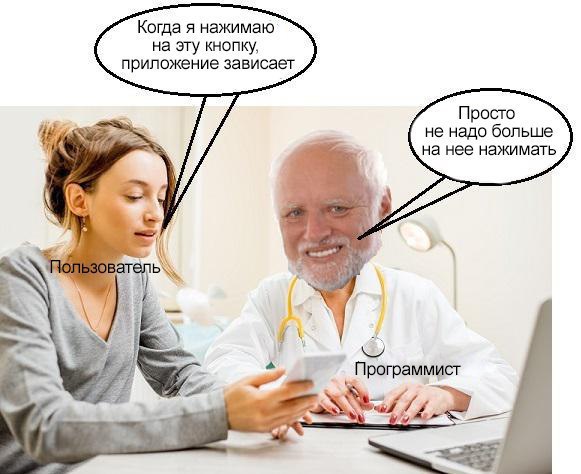 Когда я нажимаю
на эту кнопку,
приложение зависает
Просто
не надо больше
на нее нажимать
Пользователь
Программист